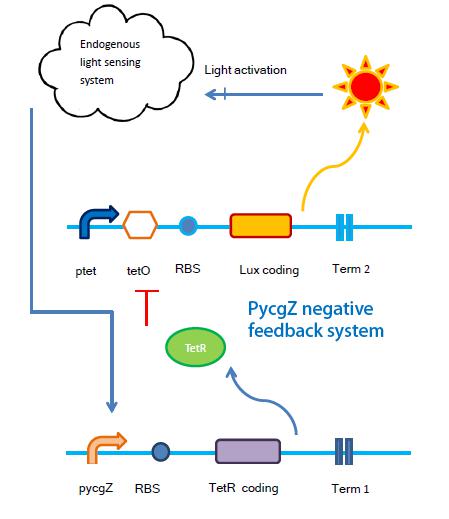 Endogenous
light sensing
system
Light activation
ptet
tetO
RBS
Lux coding
Term 2
PycgZ negative
feedback system
TetR
pycgZ
RBS
TetR coding
Term 1